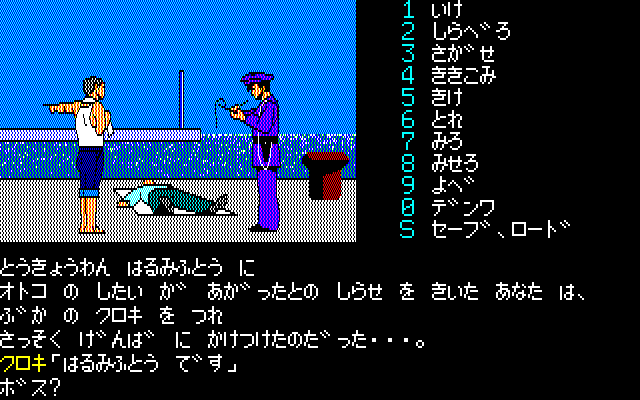 1 いけ
2 しらべろ
3 さがせ
4 ききこみ
5 きけ
6 とれ
7 みろ
8 みせろ
9 よべ
0 デンワ
S セーブ、ロード
とうきょうわん はるみふとう に
オトコ の したい が あがったとの しらせ を きいた あなた は、
ぶか の クロキ を つれ
さっそく げんば に かけつけたのだった・・・。
クロキ「はるみふとう です」
ボス?